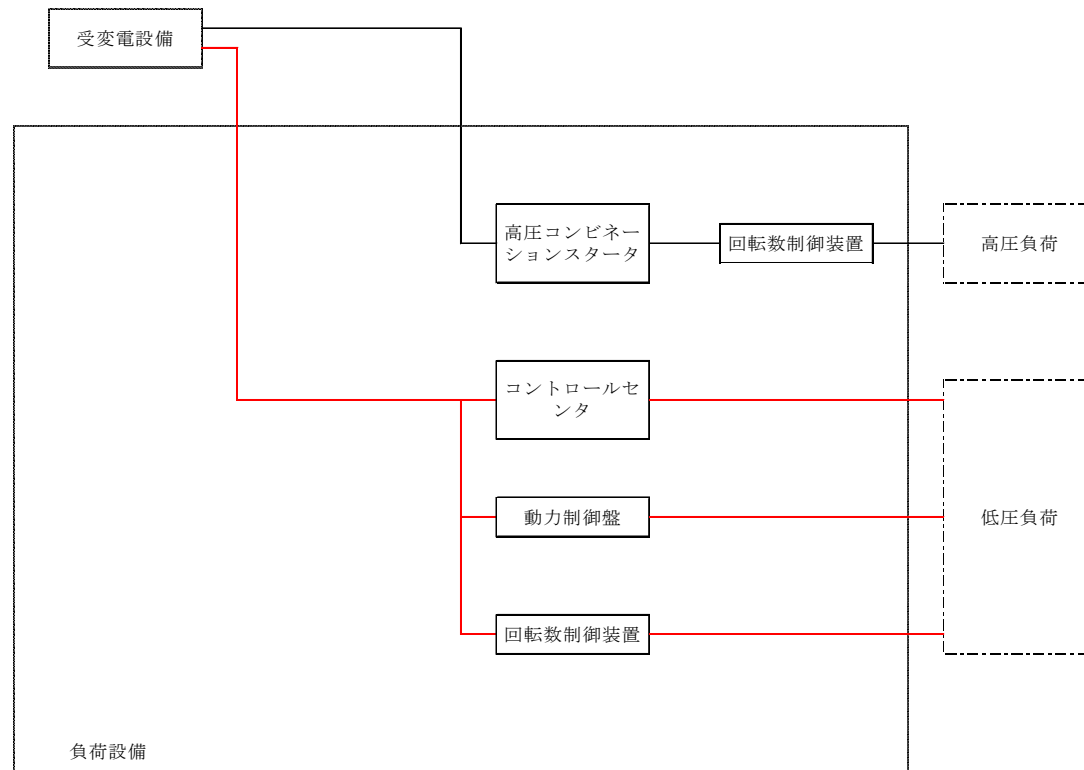 受変電設備
高圧コンビネー
ションスタータ
回転数制御装置
高圧負荷
コントロールセ
ンタ
動力制御盤
低圧負荷
回転数制御装置
負荷設備